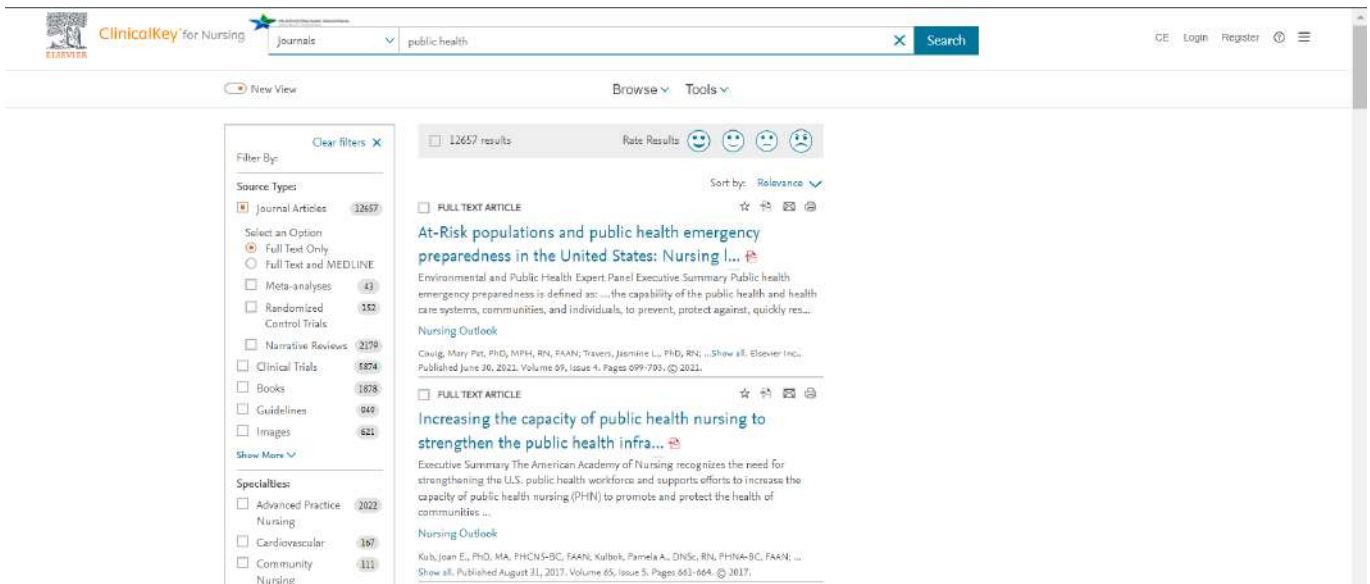 ELSEVIER
ClinicalKey for Nursing
Journals
public health
Search
CE Login Register
New View
Browse Tools
Clear filters X
Filter By:
Source Type:
Journal Articles 12657
Select an Option
Full Text Only
Full Text and MEDLINE
Meta-analyses 43
Randomized 152
Control Trials
Narrative Reviews 2179
Clinical Trials 5874
Books 1878
Guidelines
Images 621
Show More
Specialties:
Advanced Practice 2022
Nursing
Cardiovascular 167
Community 111
Nursing
12657 results Rate Results
Sort by: Relevance
FULL TEXT ARTICLE
At-Risk populations and public health emergency
preparedness in the United States: Nursing l...
Environmental and Public Health Expert Panel Executive Summary Public health
emergency preparedness is defined as: ...the capability of the public health and health
care systems, communities, and individuals, to prevent, protect against, quickly res...
Nursing Outlook
Couig, Mary Pat, PhD, MPH, RN, FAAN; Travers, Jasmine L., PhD, RN; ...Show all. Elsevier Inc..
Published June 30, 2021. Volume 69, Issue 4. Pages 699-703. © 2021.
FULL TEXT ARTICLE
Increasing the capacity of public health nursing to
strengthen the public health infra...
Executive Summary The American Academy of Nursing recognizes the need for
strengthening the U.S. public health workforce and supports efforts to increase the
capacity of public health nursing (PHN) to promote and protect the health of
communities ...
Nursing Outlook
Kub, Joan E., PhD, MA, PHCNS-BC, FAAN; Kulbok, Pamela A., DNSc, RN, PHNA-BC, FAAN; ...
Show all. Published August 31, 2017. Volume 65, Issue 5. Pages 661-664. © 2017.